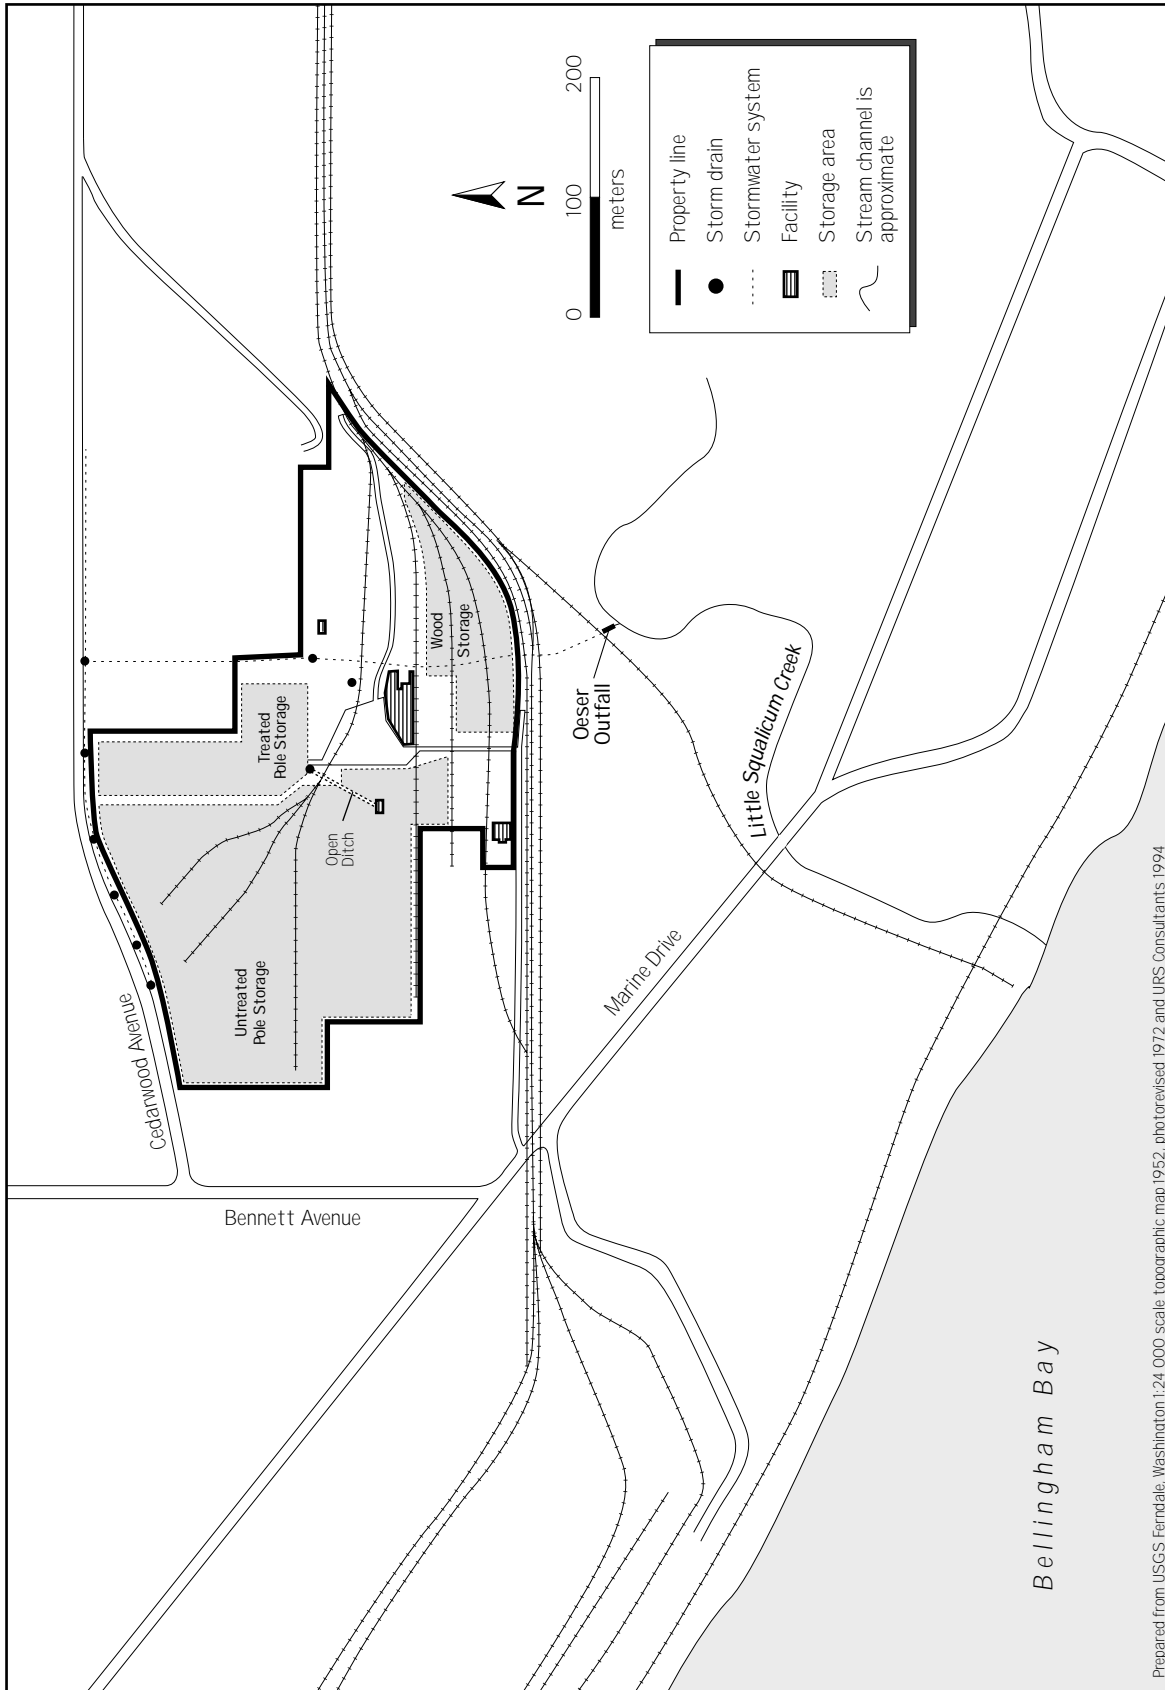 Cedarwood Avenue
Bennett Avenue
Untreated
Pole Storage
Treated
Pole Storage
Open
Ditch
Wood
Storage
Oeser
Outfall
Little Squalicum Creek
Marine Drive
Bellingham Bay
N
0 100 200
meters
Property line
Storm drain
Stormwater system
Facility
Storage area
Stream channel is
approximate
Prepared from USGS Ferndale, Washington 1:24 000 scale topographic map 1952, photorevised 1972 and URS Consultants 1994